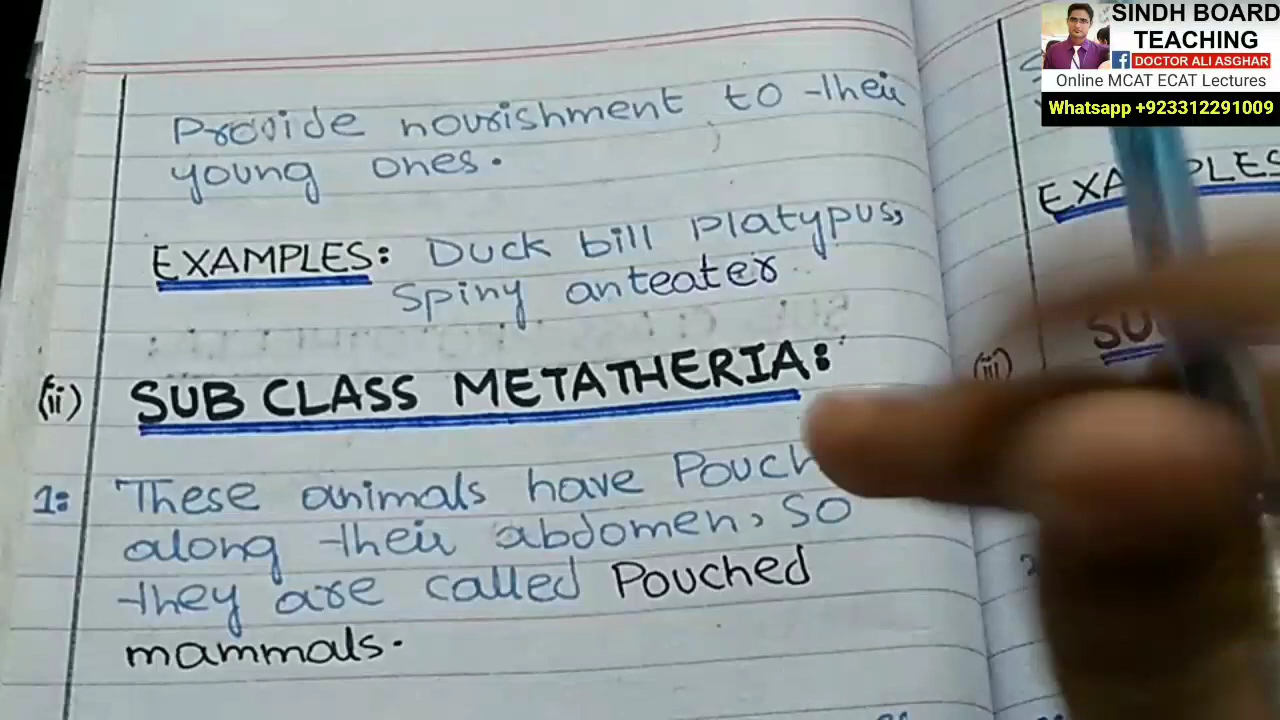 Provide nourishment to their
young ones.
EXAMPLES: Duck bill Platypus,
Spiny anteater
(ii) SUB CLASS METATHERIA:
1: These animals have Pouch
along their abdomen, so
they are called Pouched
mammals.
(iii)
SINDH BOARD
TEACHING
DOCTOR ALI ASGHAR
Online MCAT ECAT Lectures
Whatsapp +923312291009